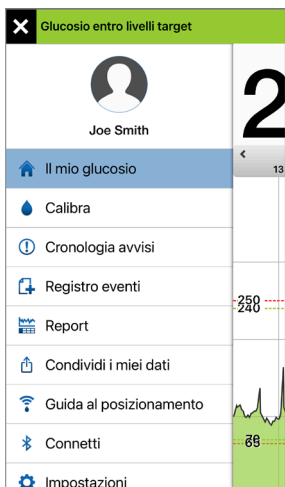 Glucosio entro livelli target
Joe Smith
2
Il mio glucosio
13
Calibra
Cronologia avvisi
Registro eventi
250
240
Report
Condividi i miei dati
Guida al posizionamento
65
Connetti
Impostazioni